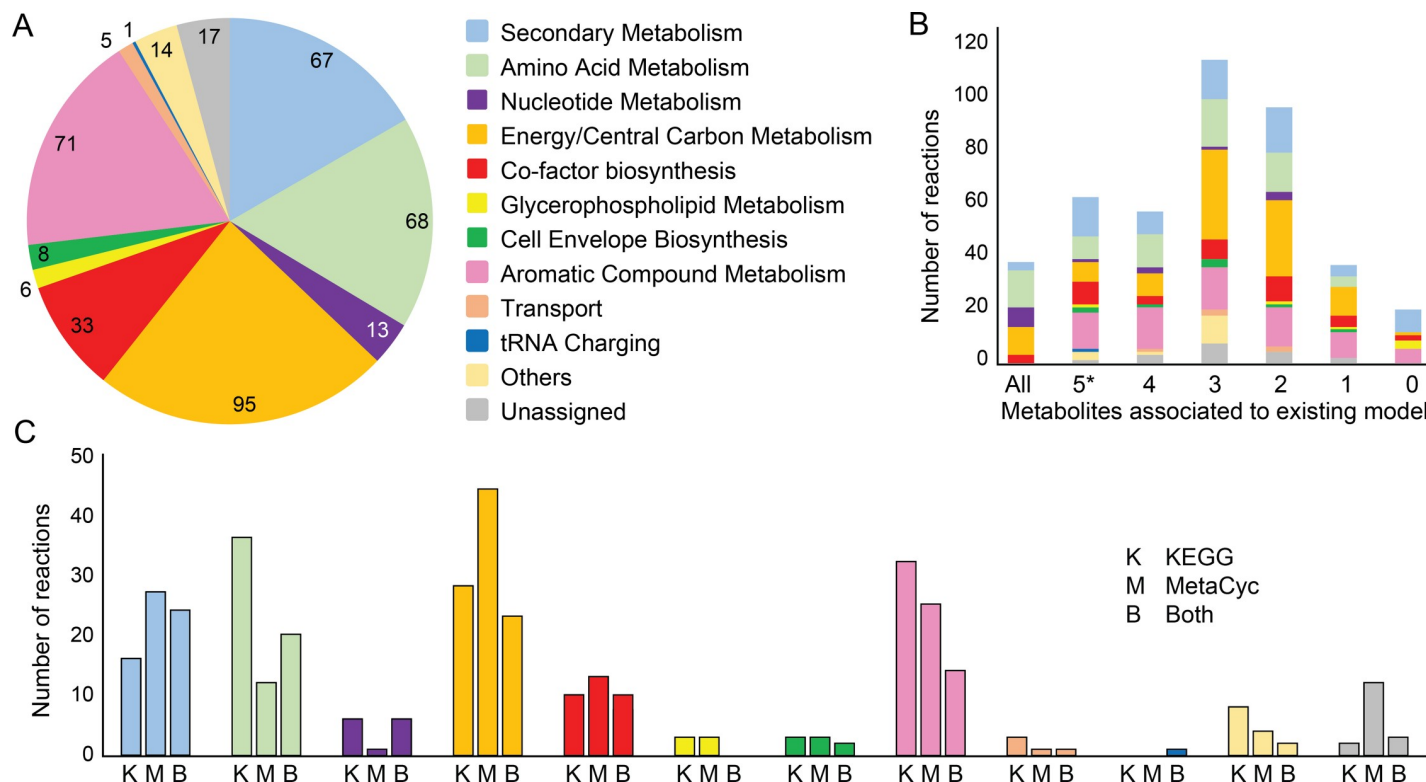 A
1
5
14
17
67
71
68
8
6
13
33
95
Secondary Metabolism
Amino Acid Metabolism
Nucleotide Metabolism
Energy/Central Carbon Metabolism
Co-factor biosynthesis
Glycerophospholipid Metabolism
Cell Envelope Biosynthesis
Aromatic Compound Metabolism
Transport
tRNA Charging
Others
Unassigned
B
Number of reactions
120
100
80
60
40
20
0
All 5* 4 3 2 1 0
Metabolites associated to existing model
C
Number of reactions
50
40
30
20
10
0
K KEGG
M MetaCyc
B Both
K M B K M B K M B K M B K M B K M B K M B K M B K M B K M B K M B K M B